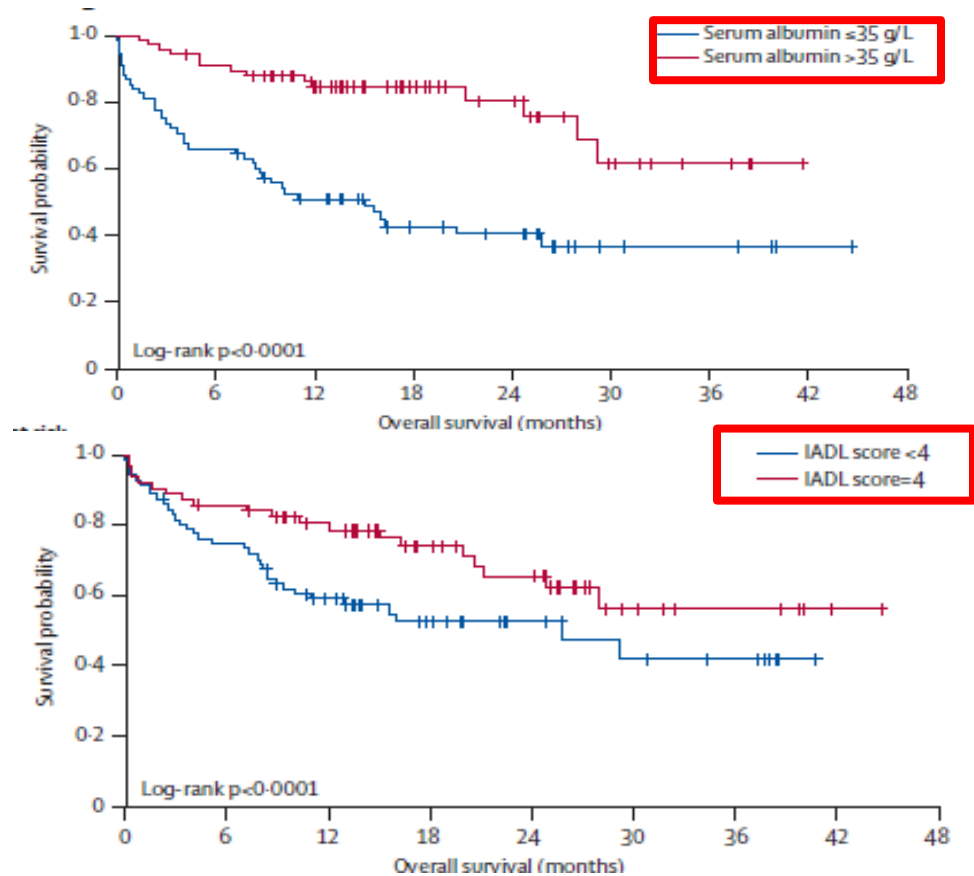 Serum albumin ≤35 g/L
Serum albumin >35 g/L
1·0
0·8
0·6
0·4
0·2
0
Survival probability
Log-rank p<0·0001
0 6 12 18 24 30 36 42 48
Overall survival (months)
IADL score <4
IADL score=4
1·0
0·8
0·6
0·4
0·2
0
Survival probability
Log-rank p<0·0001
0 6 12 18 24 30 36 42 48
Overall survival (months)